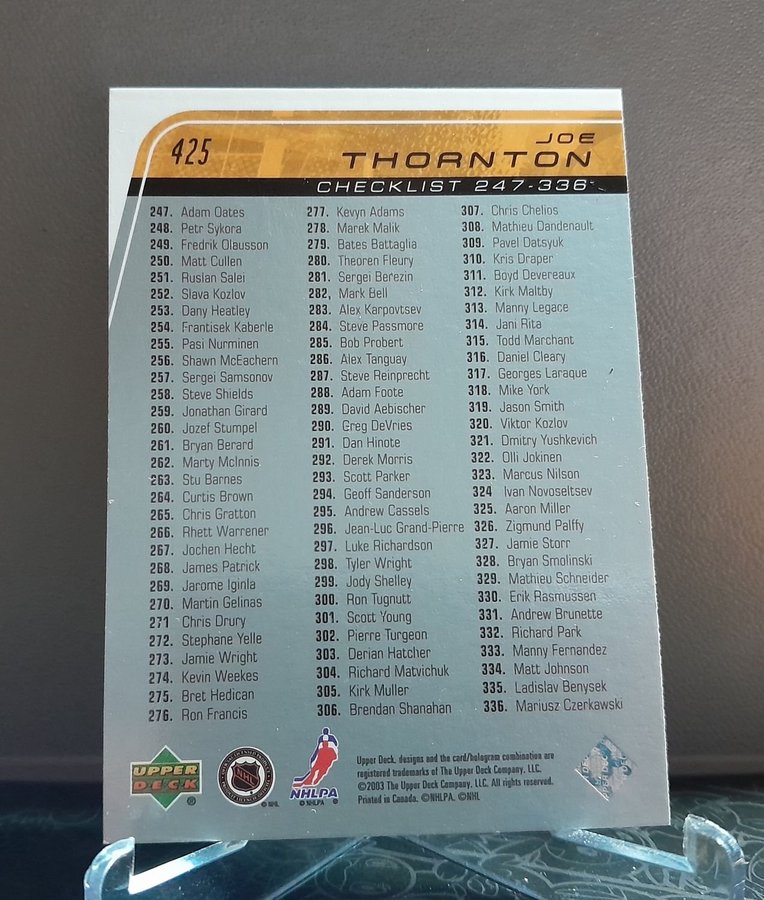 425
JOE
THORNTON
CHECKLIST 247-336
247. Adam Oates
248. Petr Sykora
249. Fredrik Olausson
250. Matt Cullen
251. Ruslan Salei
252. Slava Kozlov
253. Dany Heatley
254. Frantisek Kaberle
255. Pasi Nurminen
256. Shawn McEachern
257. Sergei Samsonov
258. Steve Shields
259. Jonathan Girard
260. Jozef Stumpel
261. Bryan Berard
262. Marty McInnis
263. Stu Barnes
264. Curtis Brown
265. Chris Gratton
266. Rhett Warrener
267. Jochen Hecht
268. James Patrick
269. Jarome Iginla
270. Martin Gelinas
271 Chris Drury
272. Stephane Yelle
273. Jamie Wright
274. Kevin Weekes
275. Bret Hedican
276. Ron Francis
277. Kevyn Adams
278. Marek Malik
279. Bates Battaglia
280. Theoren Fleury
281. Sergei Berezin
282, Mark Bell
283. Alex Karpovtsev
284. Steve Passmore
285. Bob Probert
286. Alex Tanguay
287. Steve Reinprecht
288. Adam Foote
289. David Aebischer
290. Greg DeVries
291. Dan Hinote
292. Derek Morris
293. Scott Parker
294. Geoff Sanderson
295. Andrew Cassels
296. Jean-Luc Grand-Pierre
297. Luke Richardson
298. Tyler Wright
299. Jody Shelley
300. Ron Tugnutt
301. Scott Young
302. Pierre Turgeon
303. Derian Hatcher
304. Richard Matvichuk
305. Kirk Muller
306. Brendan Shanahan
307. Chris Chelios
308. Mathieu Dandenault
309. Pavel Datsyuk
310. Kris Draper
311. Boyd Devereaux
312. Kirk Maltby
313. Manny Legace
314. Jani Rita
315. Todd Marchant
316. Daniel Cleary
317. Georges Laraque
318. Mike York
319. Jason Smith
320. Viktor Kozlov
321. Dmitry Yushkevich
322. Olli Jokinen
323. Marcus Nilson
324 Ivan Novoseltsev
325. Aaron Miller
326. Zigmund Palffy
327. Jamie Storr
328. Bryan Smolinski
329. Mathieu Schneider
330. Erik Rasmussen
331. Andrew Brunette
332. Richard Park
333. Manny Fernandez
334. Matt Johnson
335. Ladislav Benysek
336. Mariusz Czerkawski
UPPER
DECK
®
NHL
© NHL
NHLPA
© NHLPA ®
Upper Deck, designs and the card/hologram combination are
registered trademarks of The Upper Deck Company, LLC.
©2003 The Upper Deck Company, LLC. All rights reserved.
Printed in Canada. ©NHLPA. ©NHL